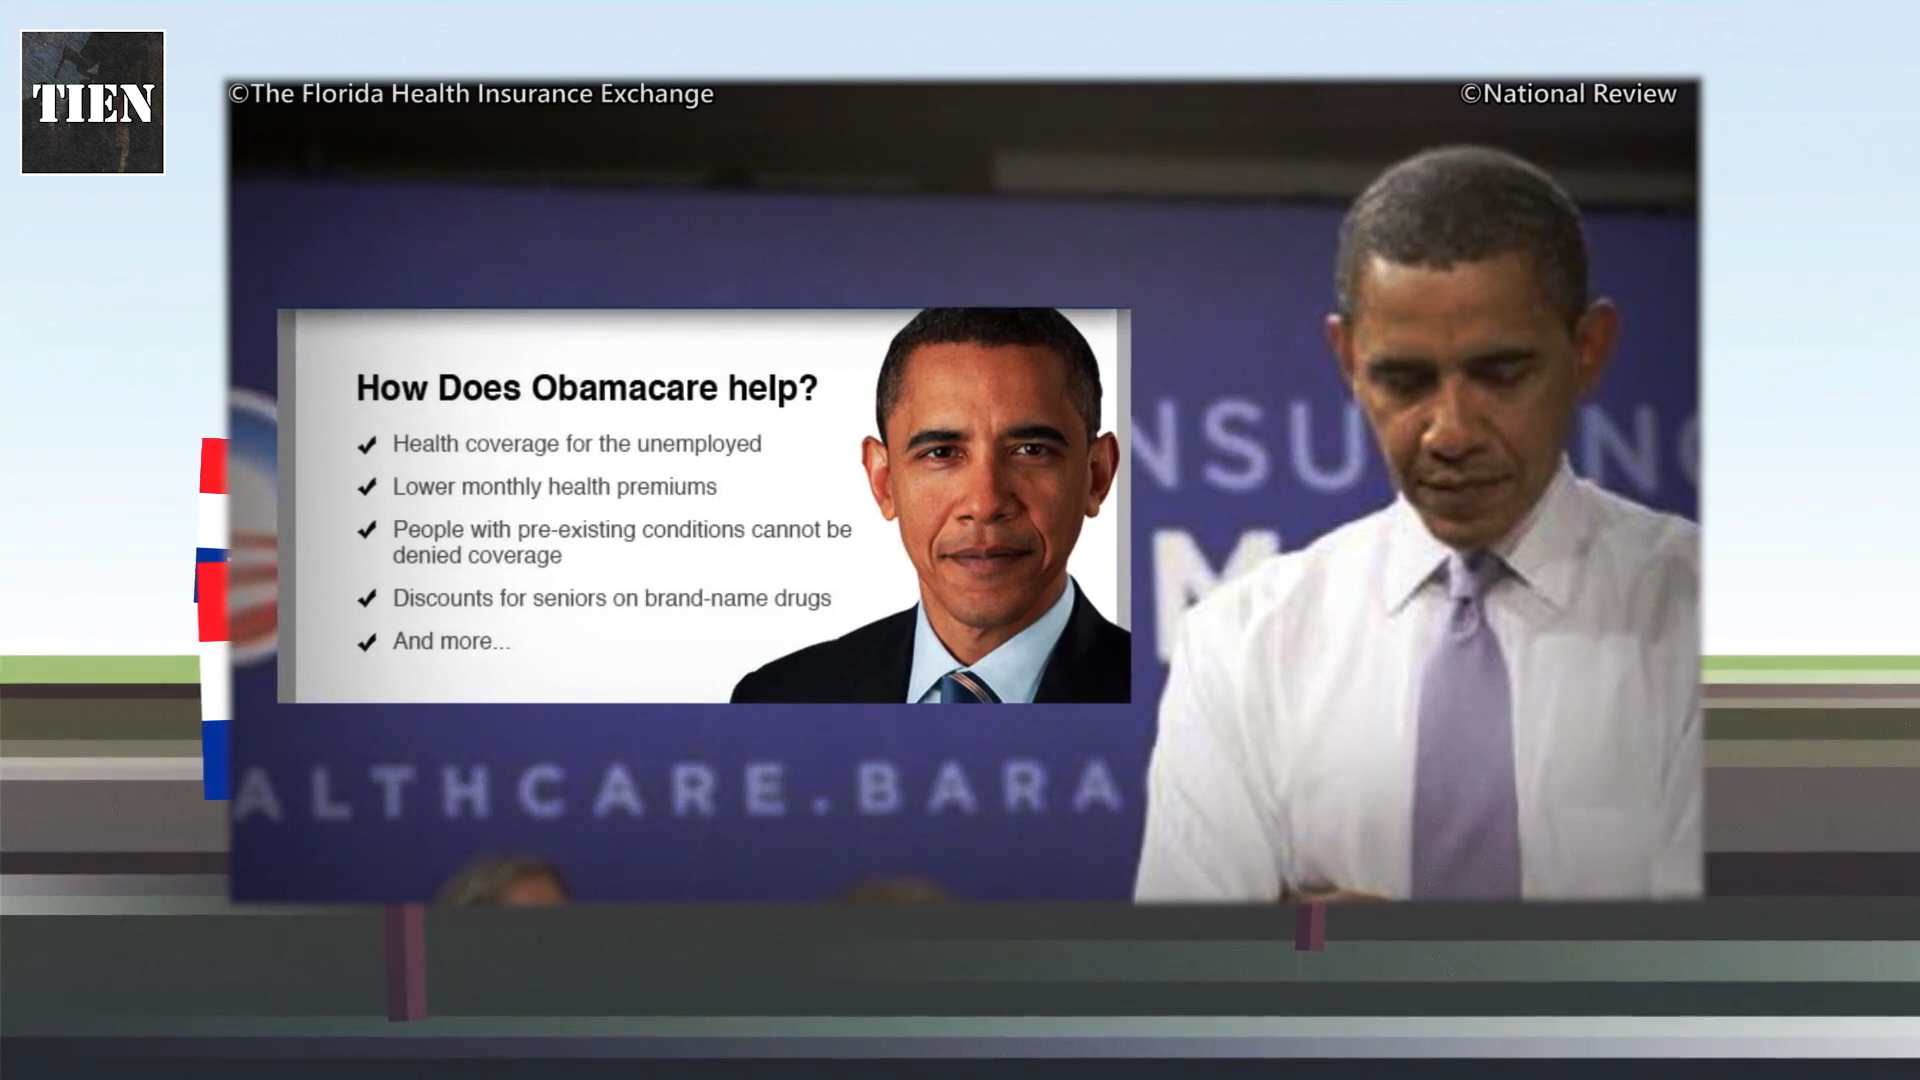 TIEN
©The Florida Health Insurance Exchange
©National Review
How Does Obamacare help?
✔ Health coverage for the unemployed
✔ Lower monthly health premiums
✔ People with pre-existing conditions cannot be
denied coverage
✔ Discounts for seniors on brand-name drugs
✔ And more...
NSU
NC
M
ALTHCARE.BARA